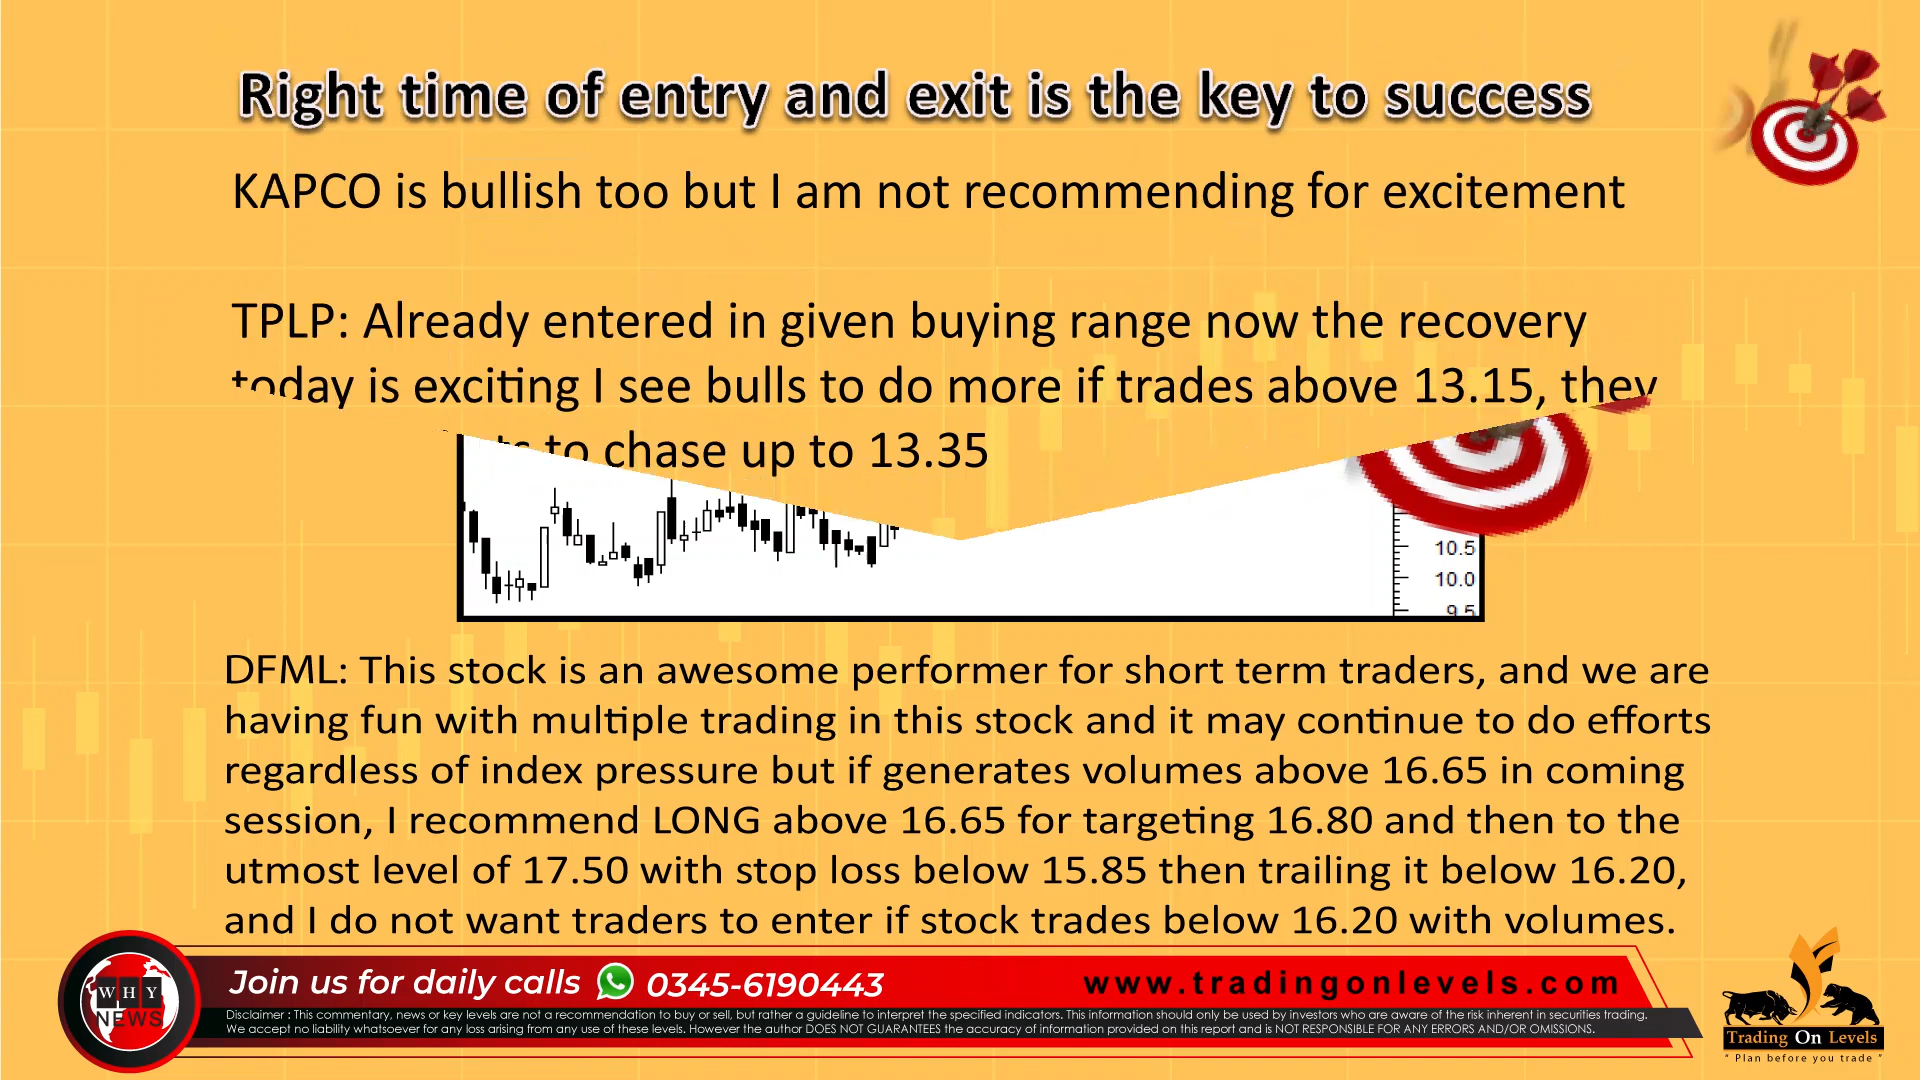 Right time of entry and exit is the key to success
KAPCO is bullish too but I am not recommending for excitement
TPLP: Already entered in given buying range now the recovery
today is exciting I see bulls to do more if trades above 13.15, they
to chase up to 13.35
10.5
10.0
9.5
DFML: This stock is an awesome performer for short term traders, and we are
having fun with multiple trading in this stock and it may continue to do efforts
regardless of index pressure but if generates volumes above 16.65 in coming
session, I recommend LONG above 16.65 for targeting 16.80 and then to the
utmost level of 17.50 with stop loss below 15.85 then trailing it below 16.20,
and I do not want traders to enter if stock trades below 16.20 with volumes.
WHY
NEWS
Join us for daily calls 0345-6190443
www.tradingonlevels.com
Disclaimer : This commentary, news or key levels are not a recommendation to buy or sell, but rather a guideline to interpret the specified indicators. This information should only be used by investors who are aware of the risk inherent in securities trading.
We accept no liability whatsoever for any loss arising from any use of these levels. However the author DOES NOT GUARANTEES the accuracy of information provided on this report and is NOT RESPONSIBLE FOR ANY ERRORS AND/OR OMISSIONS.
Trading On Levels
" Plan before you trade "